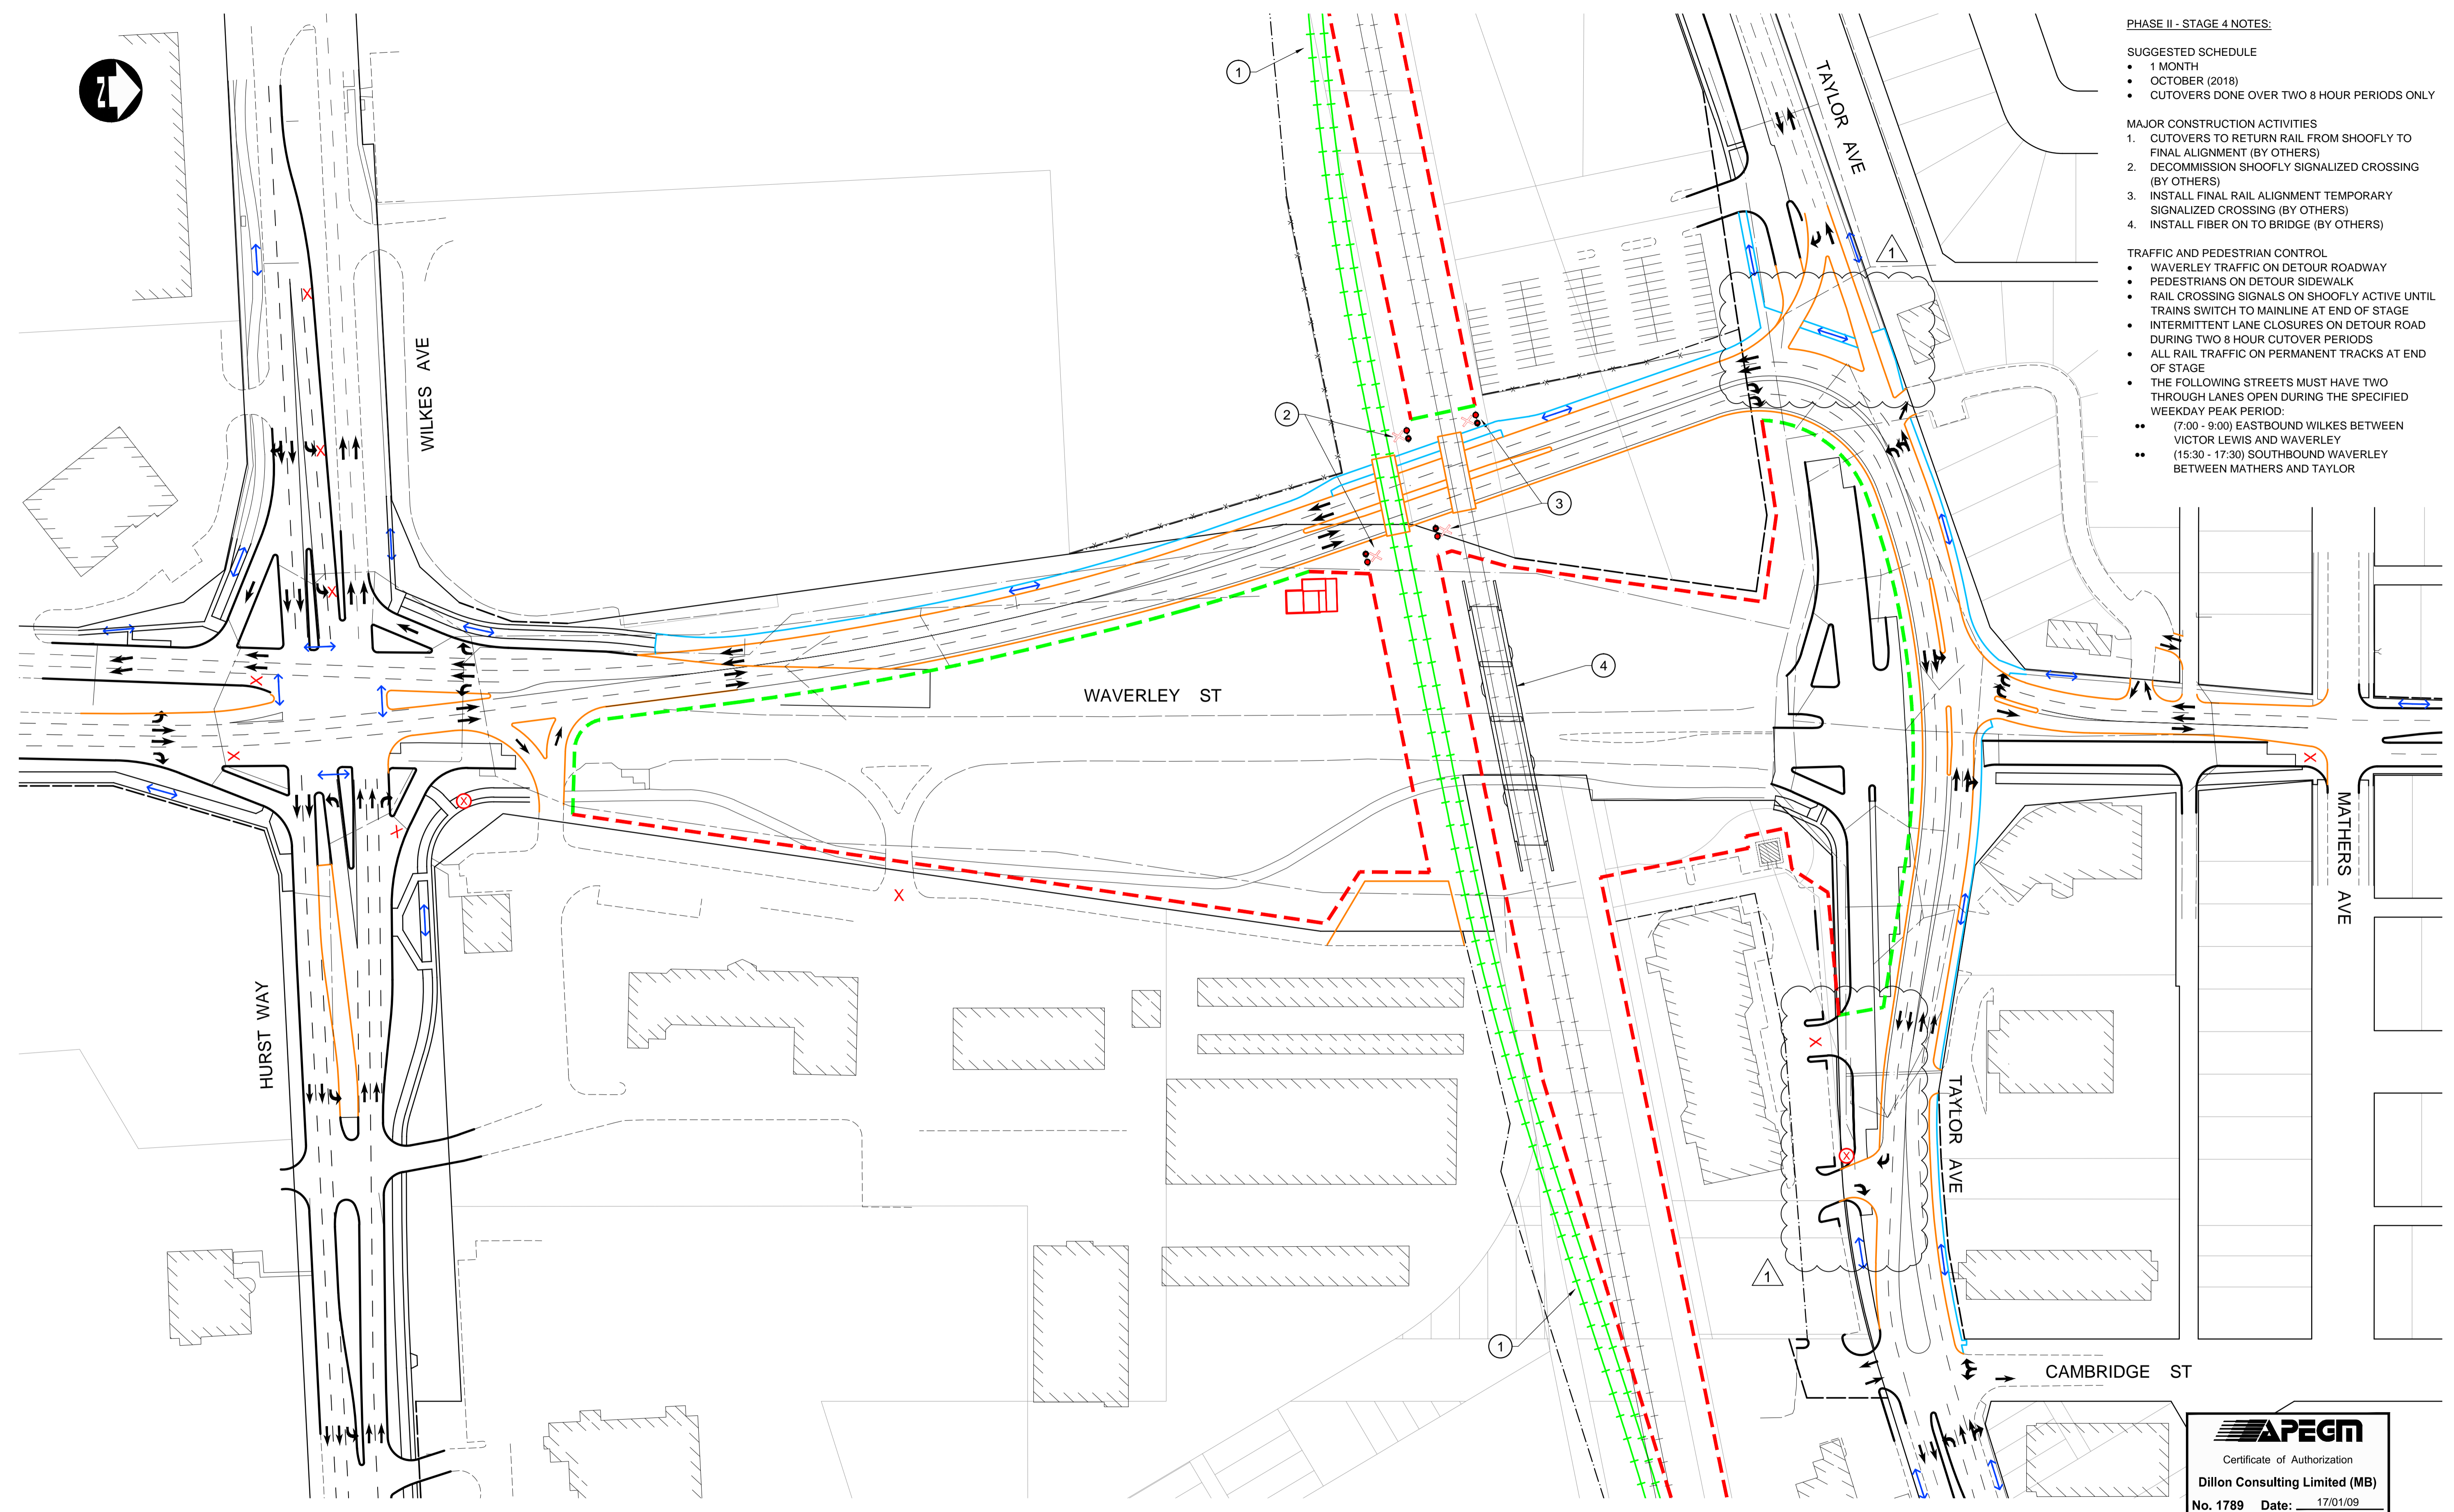 PHASE II - STAGE 4 NOTES:
SUGGESTED SCHEDULE
• 1 MONTH
• OCTOBER (2018)
• CUTOVERS DONE OVER TWO 8 HOUR PERIODS ONLY
MAJOR CONSTRUCTION ACTIVITIES
1. CUTOVERS TO RETURN RAIL FROM SHOOFLY TO
FINAL ALIGNMENT (BY OTHERS)
2. DECOMMISSION SHOOFLY SIGNALIZED CROSSING
(BY OTHERS)
3. INSTALL FINAL RAIL ALIGNMENT TEMPORARY
SIGNALIZED CROSSING (BY OTHERS)
4. INSTALL FIBER ON TO BRIDGE (BY OTHERS)
TRAFFIC AND PEDESTRIAN CONTROL
• WAVERLEY TRAFFIC ON DETOUR ROADWAY
• PEDESTRIANS ON DETOUR SIDEWALK
• RAIL CROSSING SIGNALS ON SHOOFLY ACTIVE UNTIL
TRAINS SWITCH TO MAINLINE AT END OF STAGE
• INTERMITTENT LANE CLOSURES ON DETOUR ROAD
DURING TWO 8 HOUR CUTOVER PERIODS
• ALL RAIL TRAFFIC ON PERMANENT TRACKS AT END
OF STAGE
• THE FOLLOWING STREETS MUST HAVE TWO
THROUGH LANES OPEN DURING THE SPECIFIED
WEEKDAY PEAK PERIOD:
•• (7:00 - 9:00) EASTBOUND WILKES BETWEEN
VICTOR LEWIS AND WAVERLEY
•• (15:30 - 17:30) SOUTHBOUND WAVERLEY
BETWEEN MATHERS AND TAYLOR
N
1
TAYLOR AVE
1
WILKES AVE
2
3
4
WAVERLEY ST
MATHERS AVE
HURST WAY
TAYLOR AVE
1
1
CAMBRIDGE ST
APEGM
Certificate of Authorization
Dillon Consulting Limited (MB)
No. 1789 Date: 17/01/09